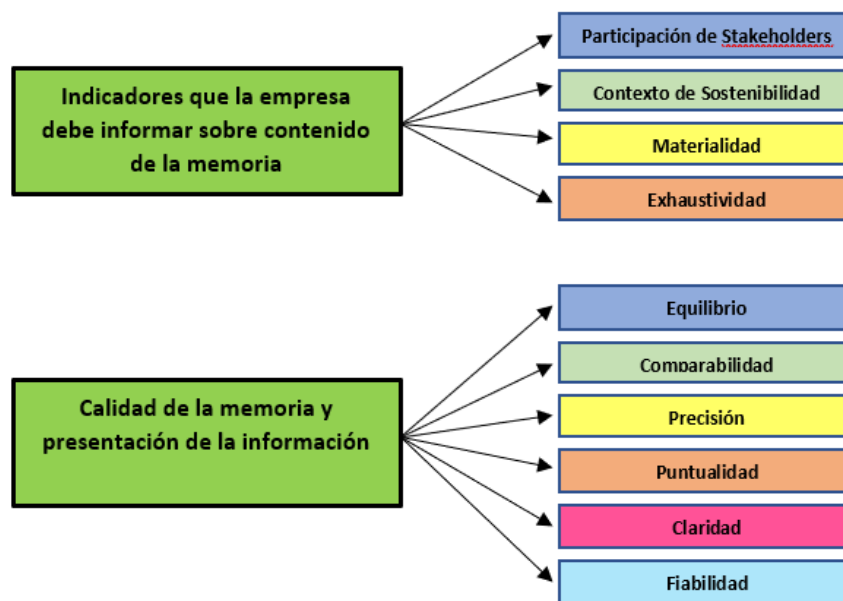 Indicadores que la empresa
debe informar sobre contenido
de la memoria
Participación de Stakeholders
Contexto de Sostenibilidad
Materialidad
Exhaustividad
Calidad de la memoria y
presentación de la información
Equilibrio
Comparabilidad
Precisión
Puntualidad
Claridad
Fiabilidad